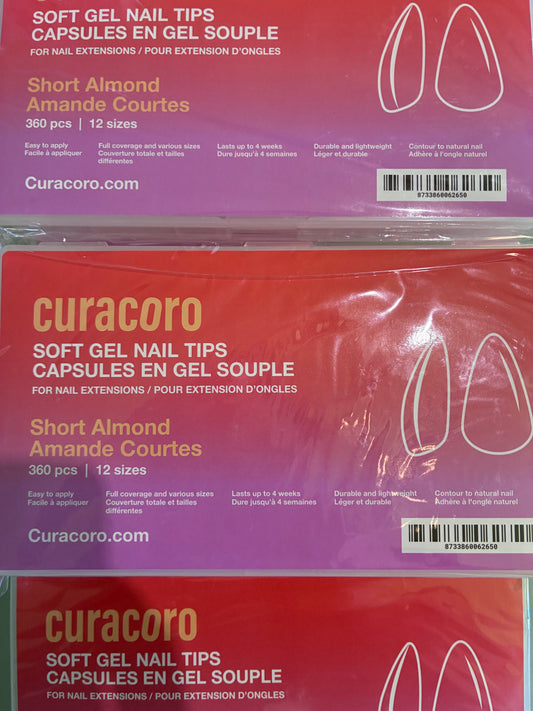 SOFT GEL NAIL TIPS
CAPSULES EN GEL SOUPLE
FOR NAIL EXTENSIONS / POUR EXTENSION D'ONGLES
Short Almond
Amande Courtes
360 pcs | 12 sizes
Easy to apply
Facile à appliquer
Full coverage and various sizes
Couverture totale et tailles
différentes
Lasts up to 4 weeks
Dure jusqu'à 4 semaines
Durable and lightweight
Léger et durable
Contour to natural nail
Adhère à l'ongle naturel
Curacoro.com
8733860062650
curacoro
SOFT GEL NAIL TIPS
CAPSULES EN GEL SOUPLE
FOR NAIL EXTENSIONS / POUR EXTENSION D'ONGLES
Short Almond
Amande Courtes
360 pcs | 12 sizes
Easy to apply
Facile à appliquer
Full coverage and various sizes
Couverture totale et tailles
différentes
Lasts up to 4 weeks
Dure jusqu'à 4 semaines
Durable and lightweight
Léger et durable
Contour to natural nail
Adhère à l'ongle naturel
Curacoro.com
8733860062650
curacoro
SOFT GEL NAIL TIPS
CAPSULES EN GEL SOUPLE
FOR NAIL EXTENSIONS / POUR EXTENSION D'ONGLES